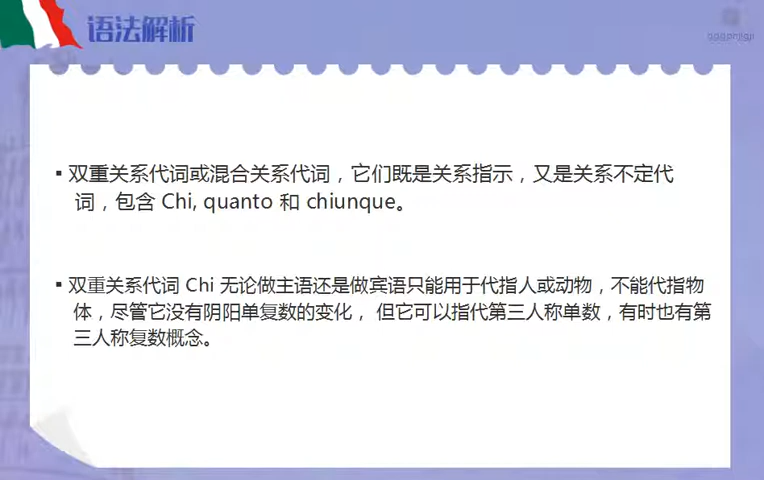 语法解析
▪ 双重关系代词或混合关系代词，它们既是关系指示，又是关系不定代
词，包含 Chi, quanto 和 chiunque。
▪ 双重关系代词 Chi 无论做主语还是做宾语只能用于代指人或动物，不能代指物
体，尽管它没有阴阳单复数的变化， 但它可以指代第三人称单数，有时也有第
三人称复数概念。